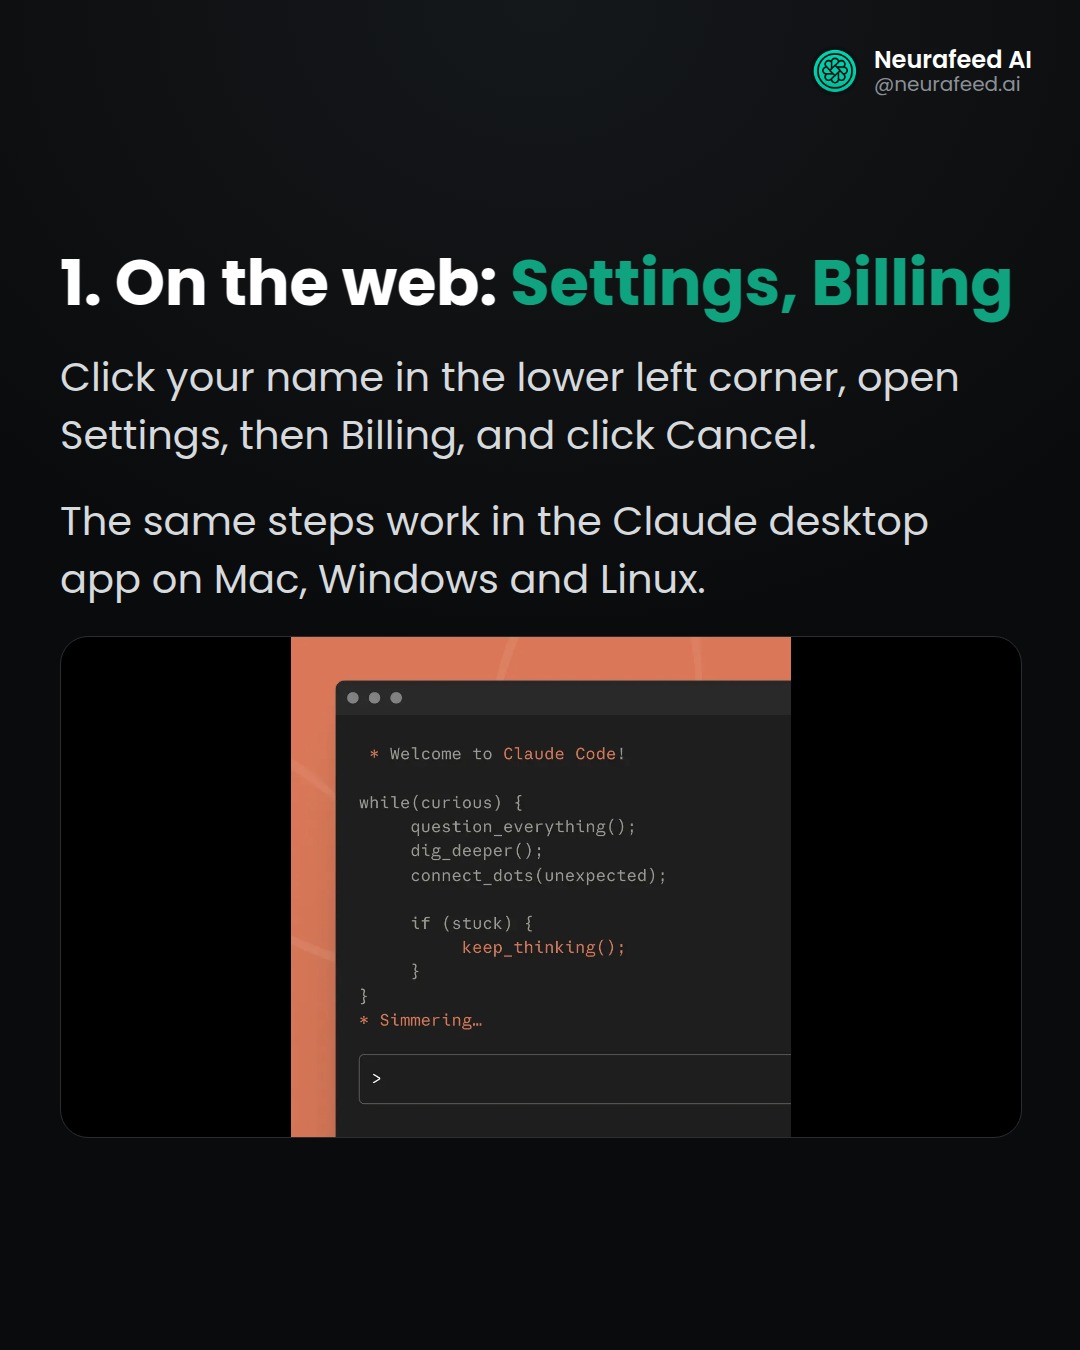 Neurafeed AI
@neurafeed.ai
1. On the web: Settings, Billing
Click your name in the lower left corner, open
Settings, then Billing, and click Cancel.
The same steps work in the Claude desktop
app on Mac, Windows and Linux.
* Welcome to Claude Code!
while(curious) {
question_everything();
dig_deeper();
connect_dots(unexpected);
if (stuck) {
keep_thinking();
}
}
* Simmering…
>